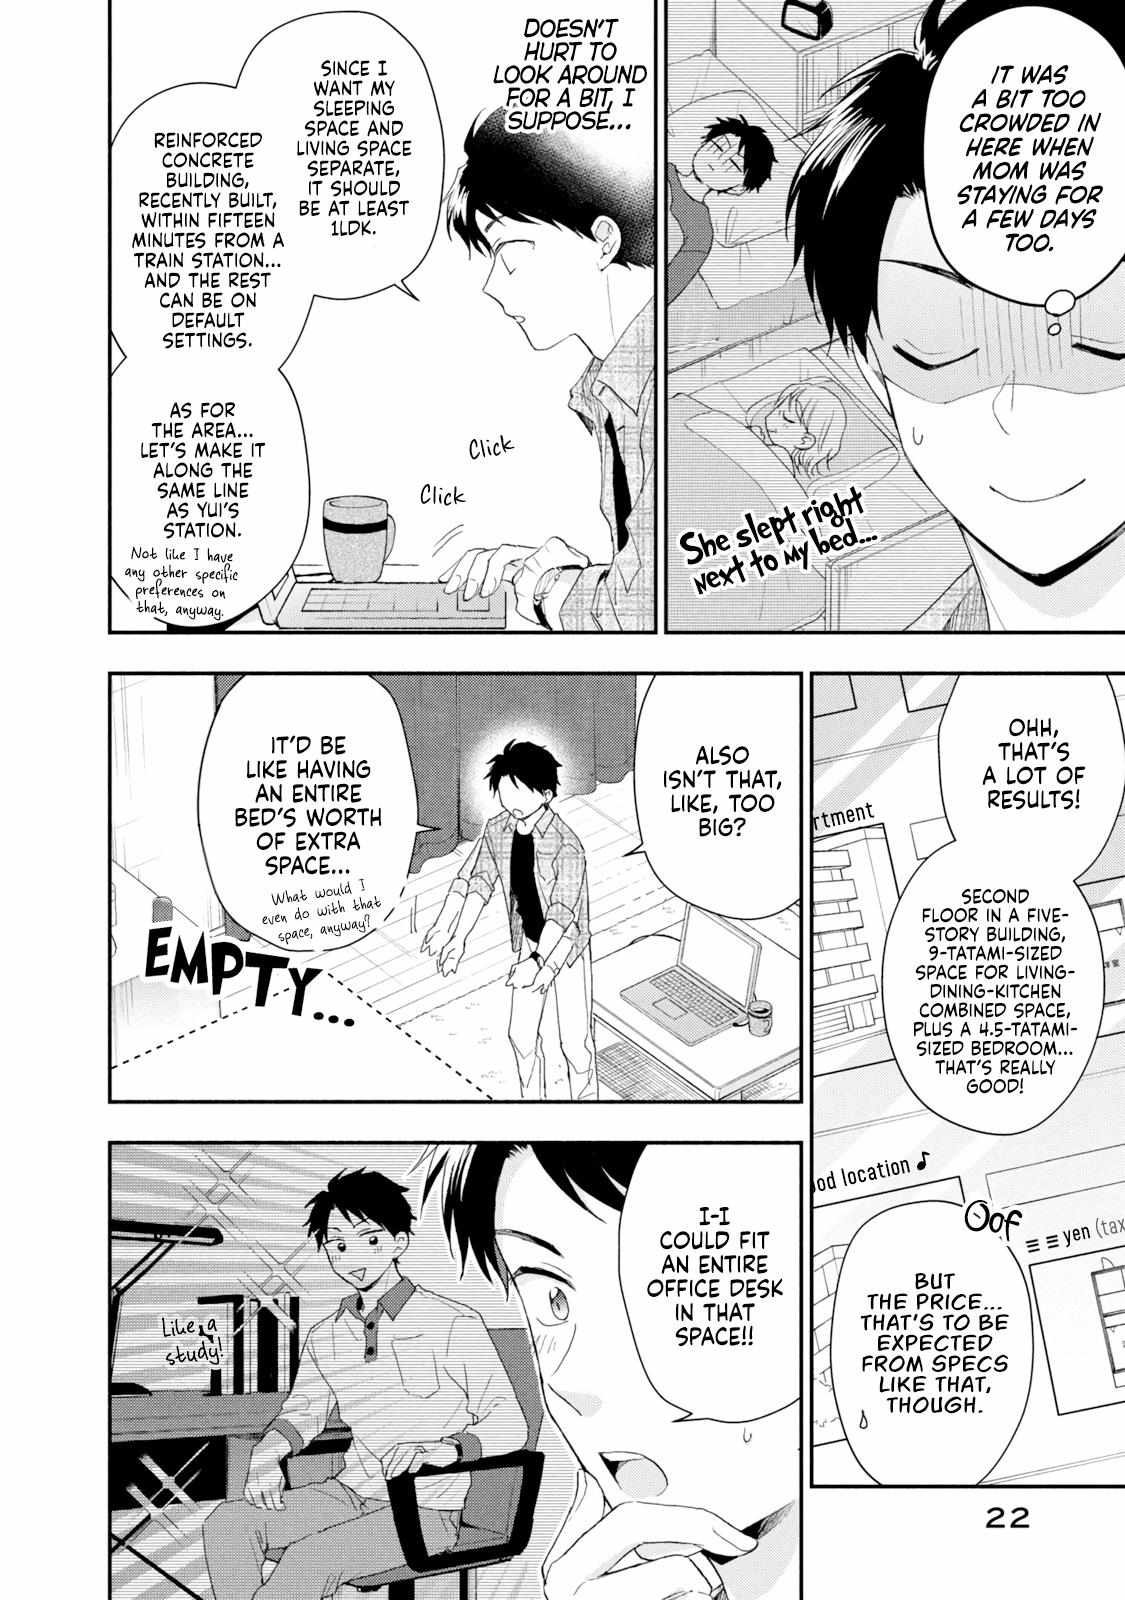 IT WAS
A BIT TOO
CROWDED IN
HERE WHEN
MOM WAS
STAYING FOR
A FEW DAYS
TOO.
She slept right
next to my bed...
DOESN'T
HURT TO
LOOK AROUND
FOR A BIT, I
SUPPOSE...
SINCE I
WANT MY
SLEEPING
SPACE AND
LIVING SPACE
SEPARATE,
IT SHOULD
BE AT LEAST
1LDK.
REINFORCED
CONCRETE
BUILDING,
RECENTLY BUILT,
WITHIN FIFTEEN
MINUTES FROM A
TRAIN STATION...
AND THE REST
CAN BE ON
DEFAULT
SETTINGS.
AS FOR
THE AREA...
LET'S MAKE IT
ALONG THE
SAME LINE
AS YUI'S
STATION.
Not like I have
any other specific
preferences on
that, anyway.
Click
Click
OHH,
THAT'S
A LOT OF
RESULTS!
rtment
SECOND
FLOOR IN A FIVE-
STORY BUILDING,
9-TATAMI-SIZED
SPACE FOR LIVING-
DINING-KITCHEN
COMBINED SPACE,
PLUS A 4.5-TATAMI-
SIZED BEDROOM...
THAT'S REALLY
GOOD!
ood location ♪
Oof
yen (tax
BUT
THE PRICE...
THAT'S TO BE
EXPECTED
FROM SPECS
LIKE THAT,
THOUGH.
ALSO
ISN'T THAT,
LIKE, TOO
BIG?
IT'D BE
LIKE HAVING
AN ENTIRE
BED'S WORTH
OF EXTRA
SPACE...
What would I
even do with that
space, anyway?
EMPTY...
I-I
COULD FIT
AN ENTIRE
OFFICE DESK
IN THAT
SPACE!!
Like a
study!
22